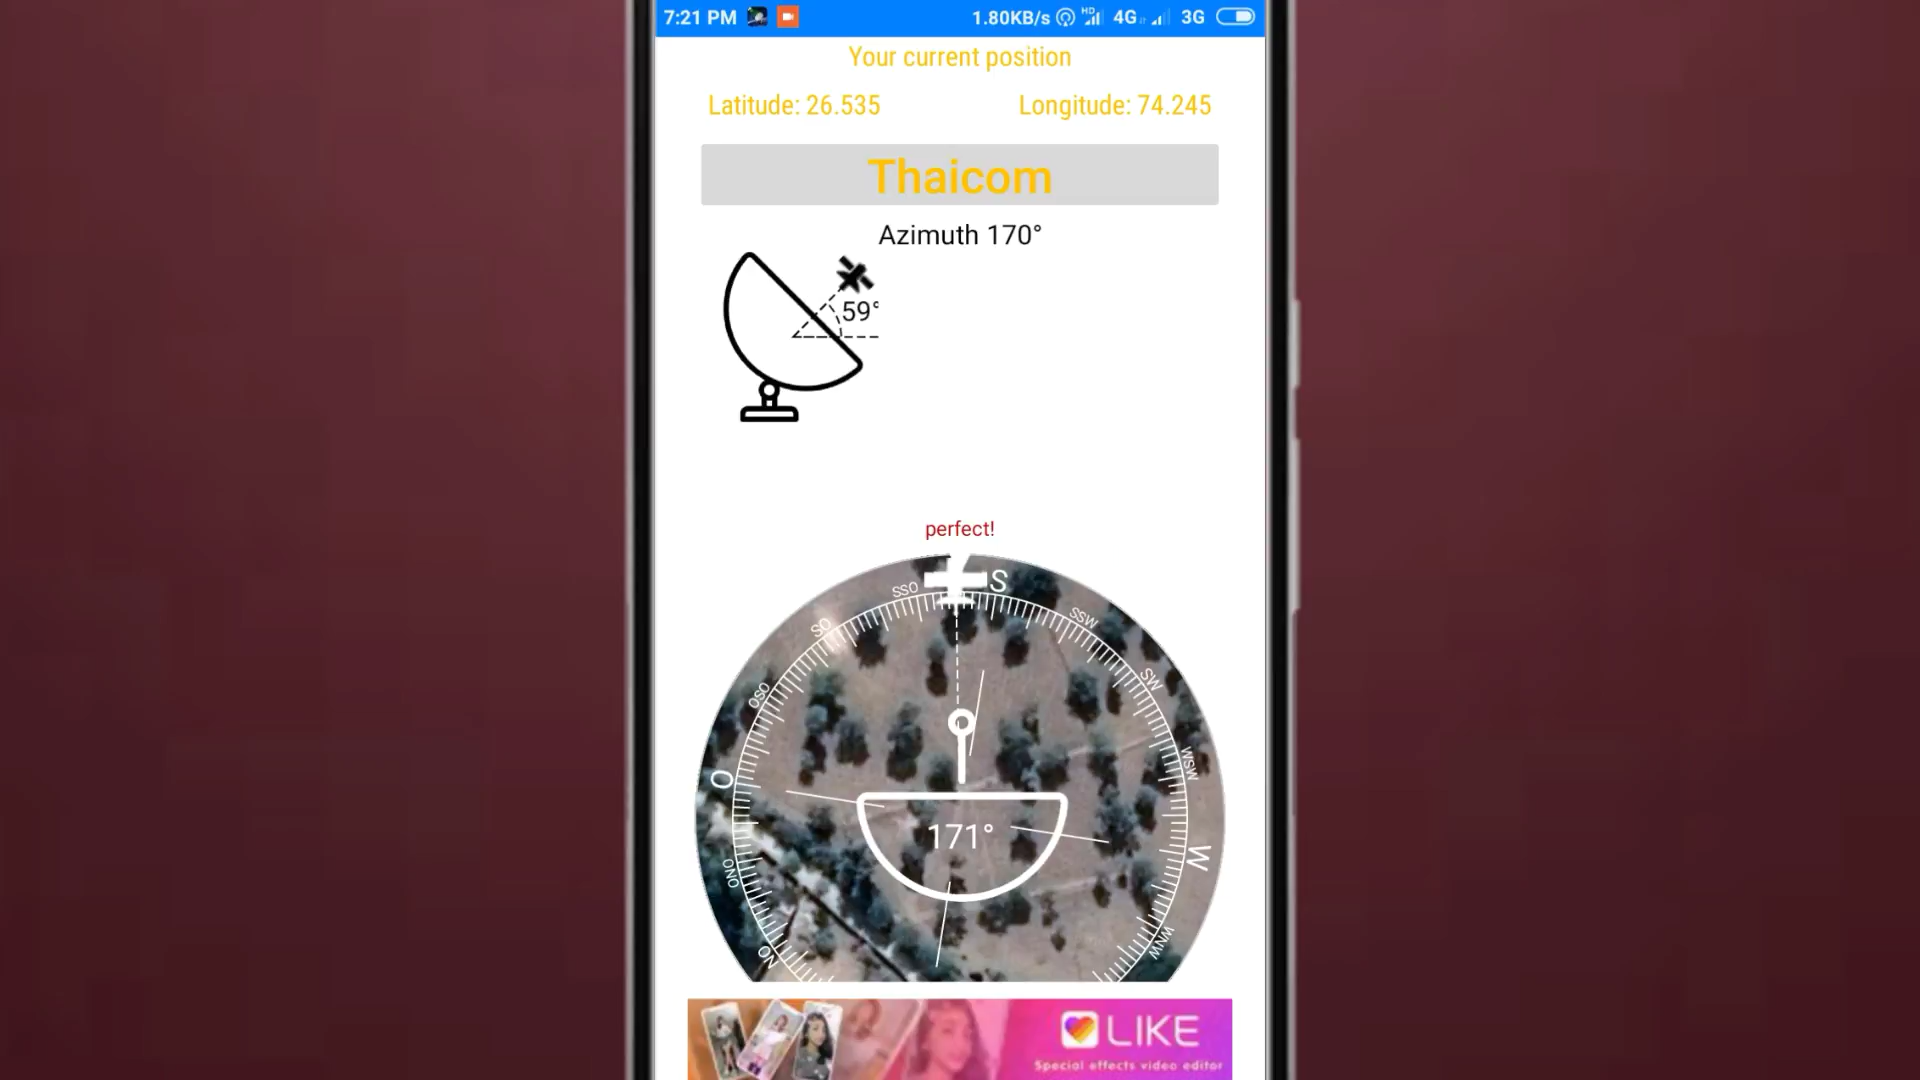 7:21 PM 1.80KB/s HD 4G 3G
Your current position
Latitude: 26.535 Longitude: 74.245
Thaicom
Azimuth 170°
59°
perfect!
S
SSO
SSW
SO
SW
OSO
WSW
O
171°
W
ONO
WNW
NO
LIKE
Special effects video editor